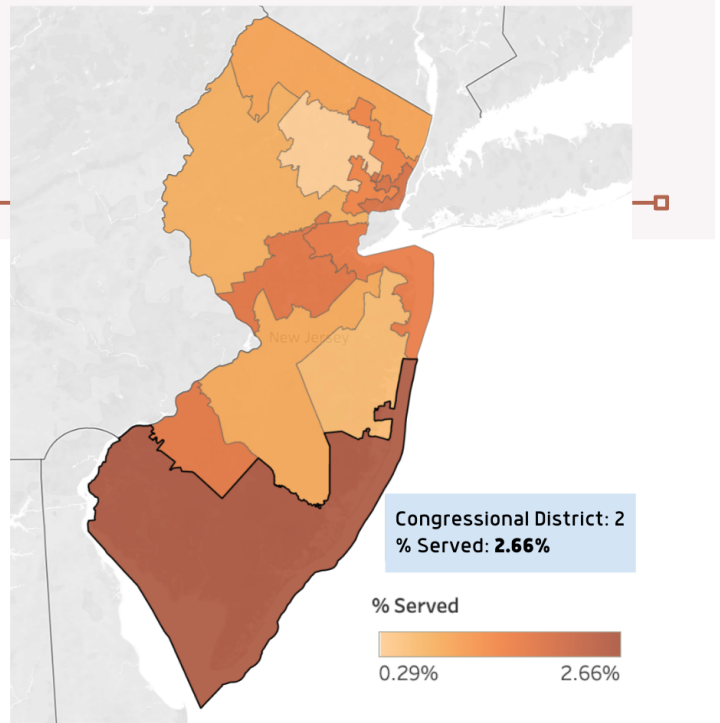 New Jersey
Congressional District: 2
% Served: 2.66%
% Served
0.29%
2.66%